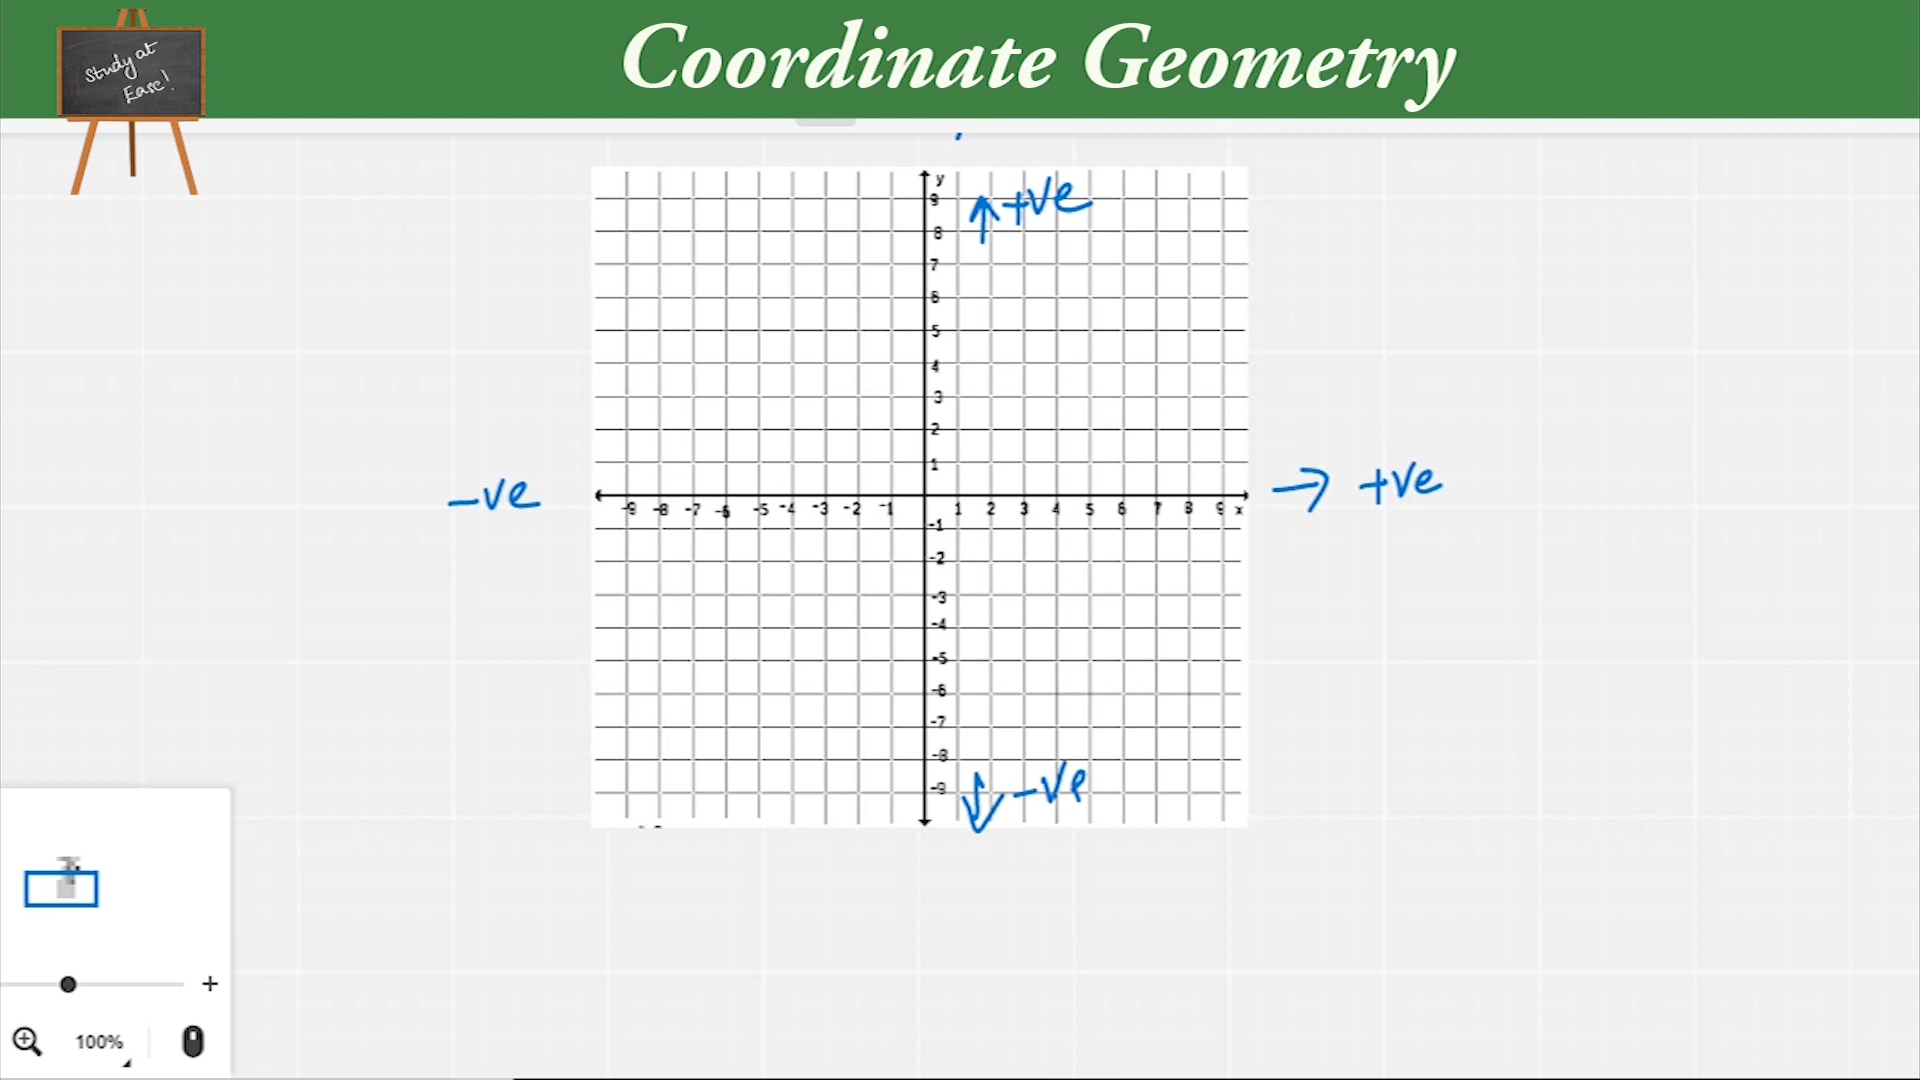 Coordinate Geometry
Study at
Ease!
y
9
+ve
8
7
6
5
4
3
2
1
-ve
→ +ve
-9 -8 -7 -6 -5 -4 -3 -2 -1 1 2 3 4 5 6 7 8 9 x
-1
-2
-3
-4
-5
-6
-7
-8
-9
-ve
+
100%